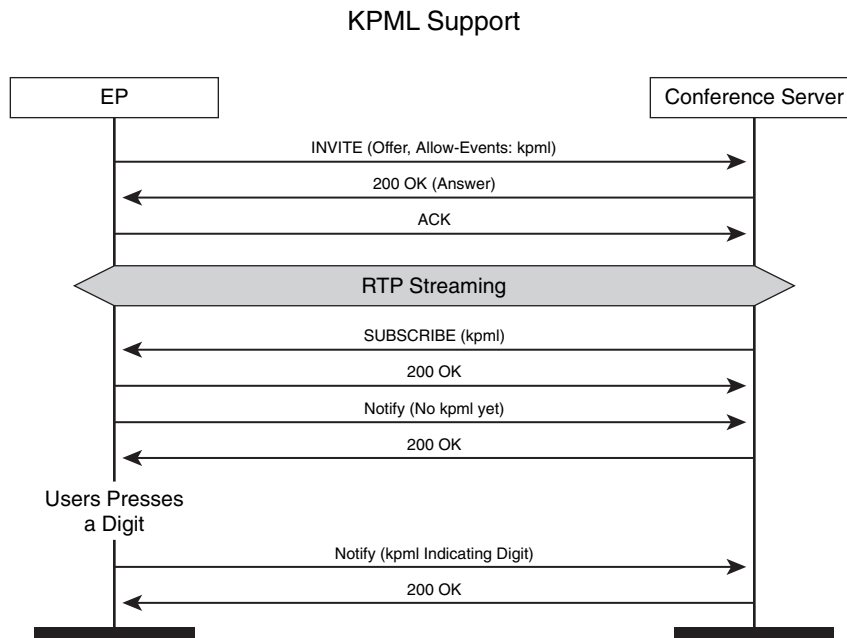 KPML Support
EP
Conference Server
INVITE (Offer, Allow-Events: kpml)
200 OK (Answer)
ACK
RTP Streaming
SUBSCRIBE (kpml)
200 OK
Notify (No kpml yet)
200 OK
Users Presses
a Digit
Notify (kpml Indicating Digit)
200 OK